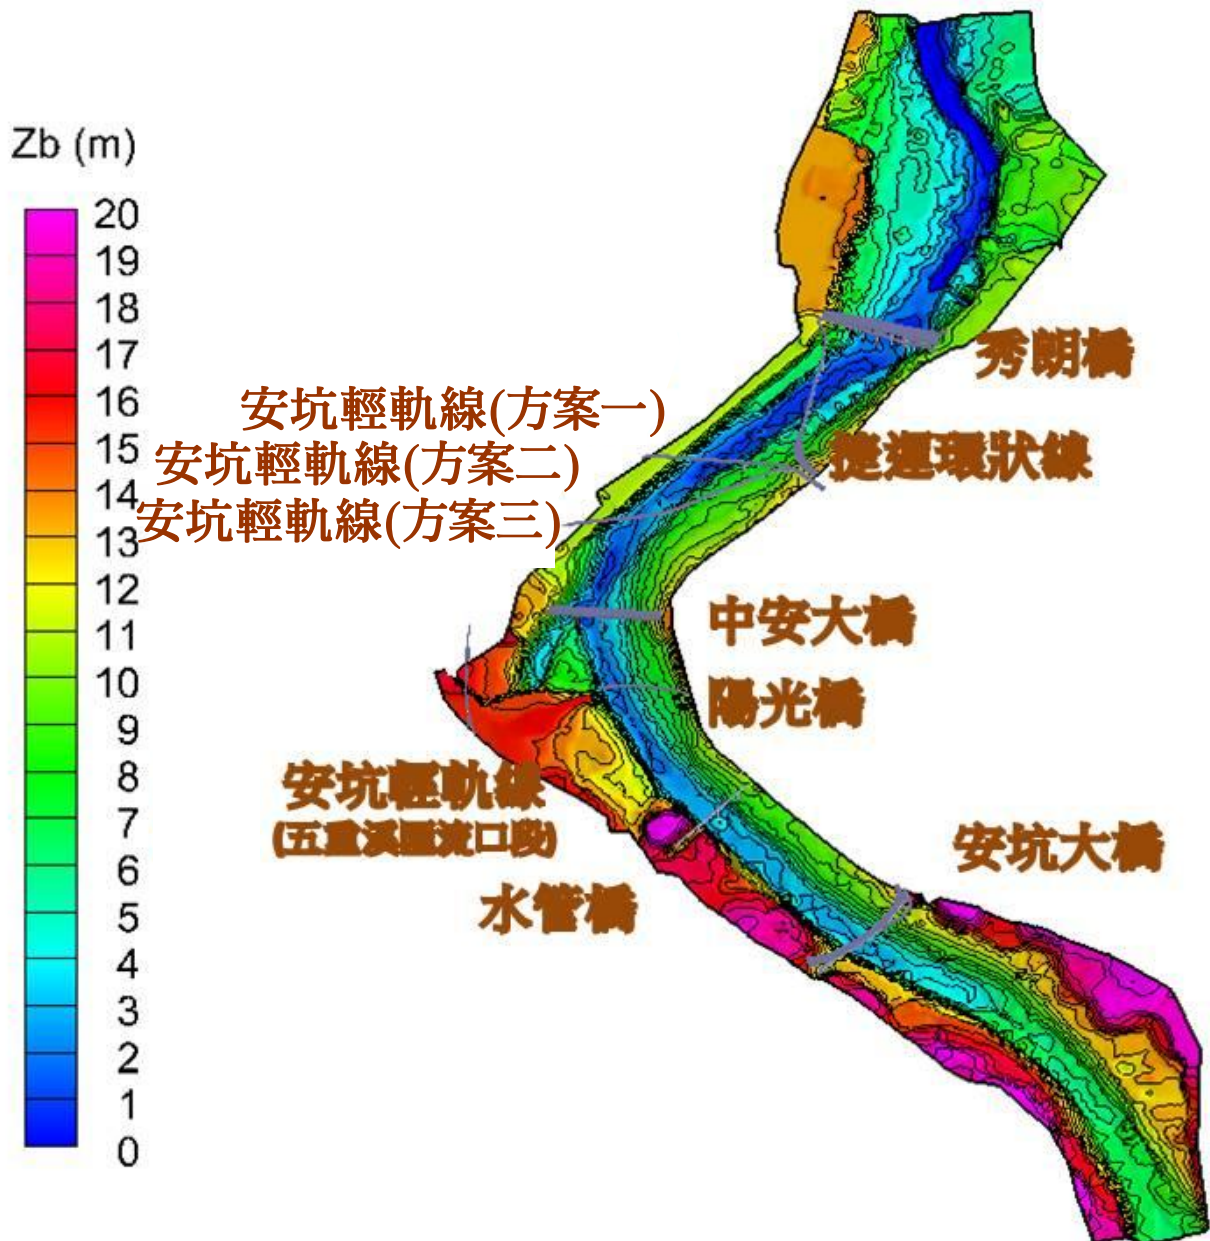 Zb (m)
20
19
18
17
16
15
14
13
12
11
10
9
8
7
6
5
4
3
2
1
0
秀朗橋
安坑輕軌線(方案一)
捷運環狀線
安坑輕軌線(方案二)
安坑輕軌線(方案三)
中安大橋
陽光橋
安坑輕軌線
(五重溪匯流口段)
安坑大橋
水管橋